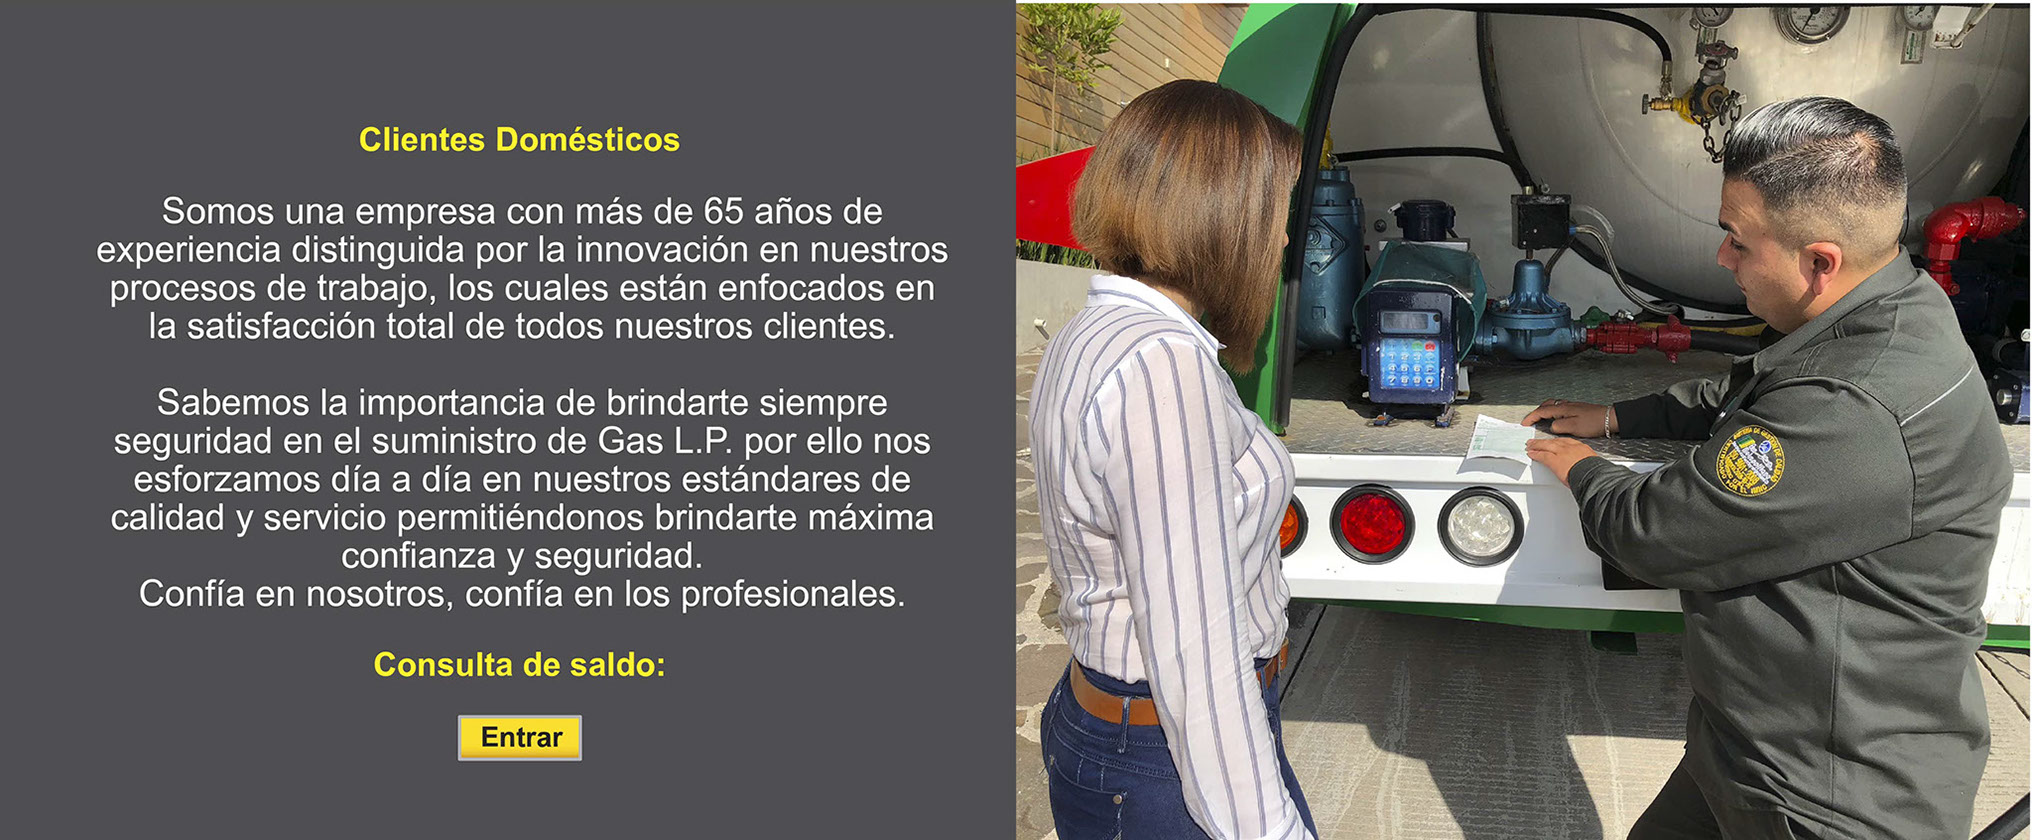 Clientes Domésticos
Somos una empresa con más de 65 años de
experiencia distinguida por la innovación en nuestros
procesos de trabajo, los cuales están enfocados en
la satisfacción total de todos nuestros clientes.
Sabemos la importancia de brindarte siempre
seguridad en el suministro de Gas L.P. por ello nos
esforzamos día a día en nuestros estándares de
calidad y servicio permitiéndonos brindarte máxima
confianza y seguridad.
Confía en nosotros, confía en los profesionales.
Consulta de saldo:
Entrar